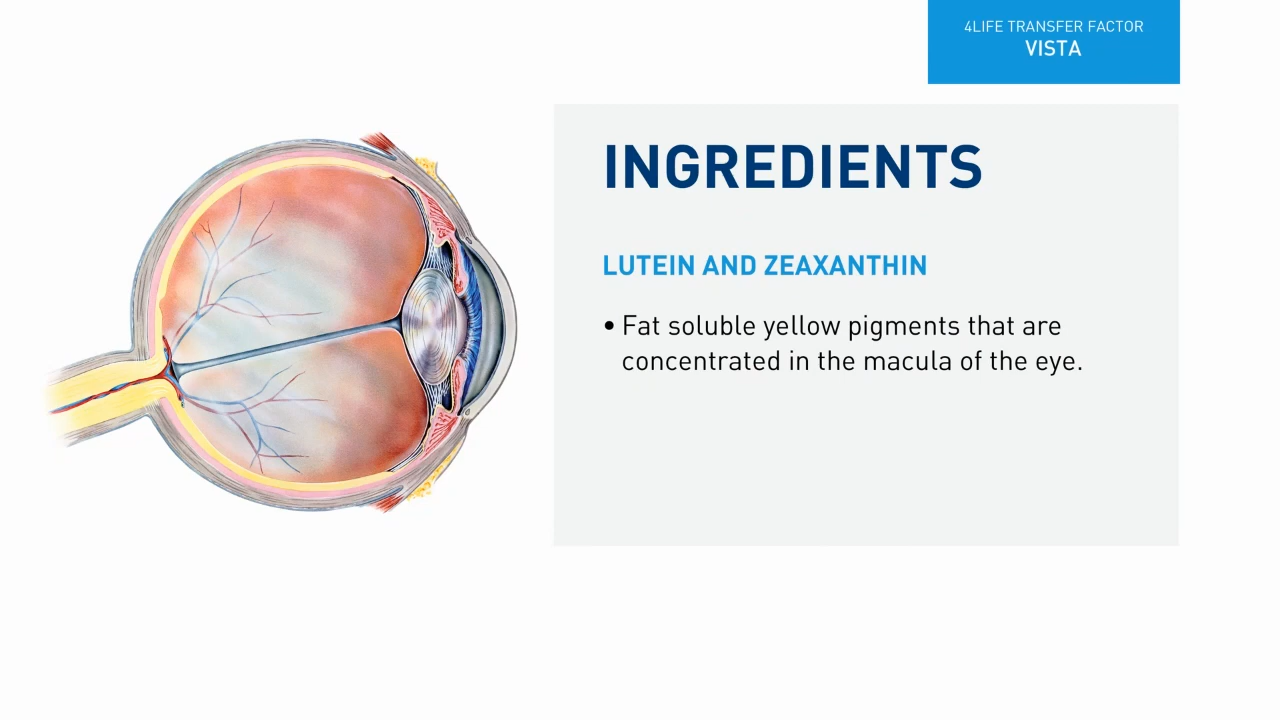 4LIFE TRANSFER FACTOR
VISTA
INGREDIENTS
LUTEIN AND ZEAXANTHIN
• Fat soluble yellow pigments that are
concentrated in the macula of the eye.